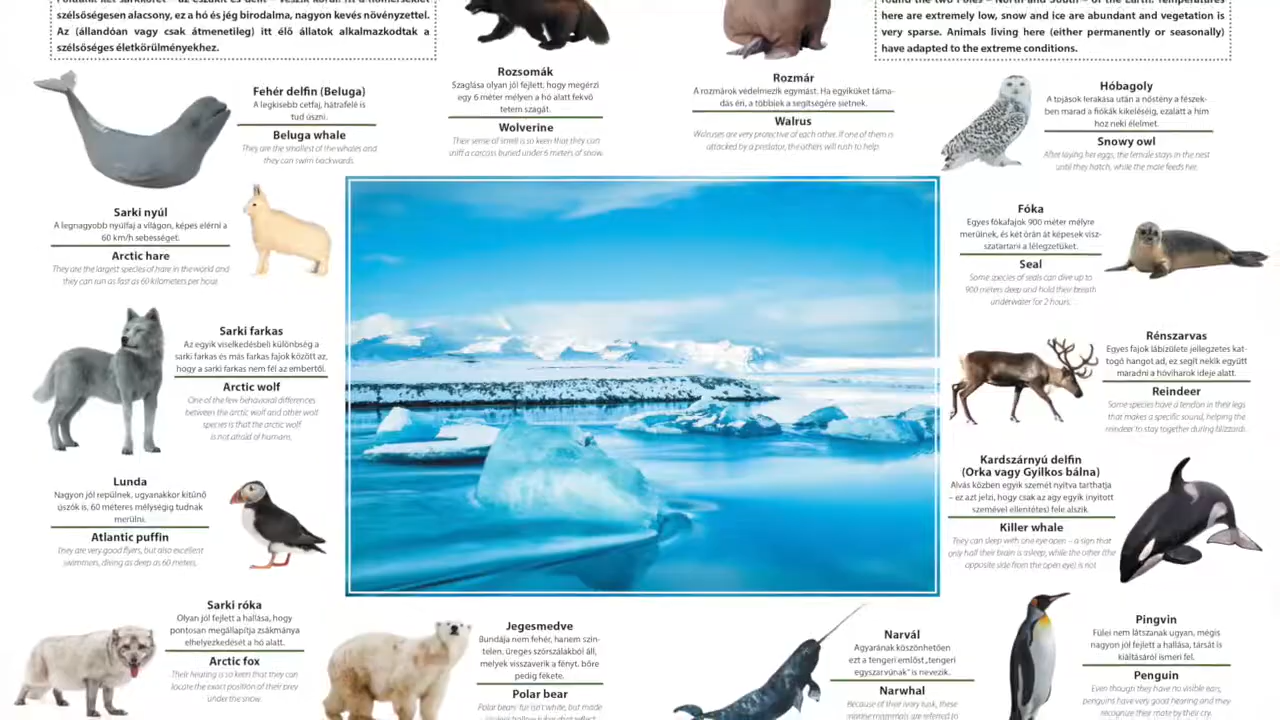 szélsőségesen alacsony, ez a hó és jég birodalma, nagyon kevés növényzettel.
Az (állandóan vagy csak átmenetileg) itt élő állatok alkalmazkodtak a
szélsőséges életkörülményekhez.
round the two Poles – North and South – of the Earth. Temperatures
here are extremely low, snow and ice are abundant and vegetation is
very sparse. Animals living here (either permanently or seasonally)
have adapted to the extreme conditions.
Fehér delfin (Beluga)
A legkisebb cetfaj, hátrafelé is
tud úszni.
Beluga whale
They are the smallest of the whales and
they can swim backwards.
Rozsomák
Szaglása olyan jól fejlett, hogy megérzi
egy 6 méter mélyen a hó alatt fekvő
tetem szagát.
Wolverine
Their sense of smell is so keen that they can
sniff a carcass buried under 6 meters of snow.
Rozmár
A rozmárok védelmezik egymást. Ha egyiküket táma-
dás éri, a többiek a segítségére sietnek.
Walrus
Walruses are very protective of each other. If one of them is
attacked by a predator, the others will rush to help
Hóbagoly
A tojások lerakása után a nőstény a fészek-
ben marad a fiókák kikeléséig, ezalatt a hím
hoz neki élelmet.
Snowy owl
After laying her eggs, the female stays in the nest
until they hatch, while the male feeds her.
Sarki nyúl
A legnagyobb nyúlfaj a világon, képes elérni a
60 km/h sebességet.
Arctic hare
They are the largest species of hare in the world and
they can run as fast as 60 kilometers per hour.
Fóka
Egyes fókafajok 900 méter mélyre
merülnek, és két órán át képesek visz-
szatartani a lélegzetüket.
Seal
Some species of seals can dive up to
900 meters deep and hold their breath
underwater for 2 hours.
Sarki farkas
Az egyik viselkedésbeli különbség a
sarki farkas és más farkas fajok között az,
hogy a sarki farkas nem fél az embertől.
Arctic wolf
One of the few behavioral differences
between the arctic wolf and other wolf
species is that the arctic wolf
is not afraid of humans.
Rénszarvas
Egyes fajok lábízülete jellegzetes kat-
togó hangot ad, ez segít nekik együtt
maradni a hóviharok ideje alatt.
Reindeer
Some species have a tendon in their legs
that makes a specific sound, helping the
reindeer to stay together during blizzards.
Lunda
Nagyon jól repülnek, ugyanakkor kitűnő
úszók is, 60 méteres mélységig tudnak
merülni.
Atlantic puffin
They are very good flyers, but also excellent
swimmers, diving as deep as 60 meters.
Kardszárnyú delfin
(Orka vagy Gyilkos bálna)
Alvás közben egyik szemét nyitva tarthatja
– ez azt jelzi, hogy csak az agy egyik (nyitott
szemével ellentétes) fele alszik.
Killer whale
They can sleep with one eye open – a sign that
only half their brain is asleep, while the other (the
opposite side from the open eye) is not
Sarki róka
Olyan jól fejlett a hallása, hogy
pontosan megállapítja zsákmánya
elhelyezkedését a hó alatt.
Arctic fox
Their hearing is so keen that they can
locate the exact position of their prey
under the snow.
Jegesmedve
Bundája nem fehér, hanem szín-
telen, üreges szőrszálakból áll,
melyek visszaverik a fényt, bőre
pedig fekete.
Polar bear
Polar bears' fur isn't white, but made
Narvál
Agyarának köszönhetően
ezt a tengeri emlőst „tengeri
egyszarvúnak" is nevezik.
Narwhal
Because of their ivory tusk, these
marine mammals are referred to
Pingvin
Fülei nem látszanak ugyan, mégis
nagyon jól fejlett a hallása, társát is
kiáltásáról ismeri fel.
Penguin
Even though they have no visible ears,
penguins have very good hearing and they
recognize their mate by their cry.